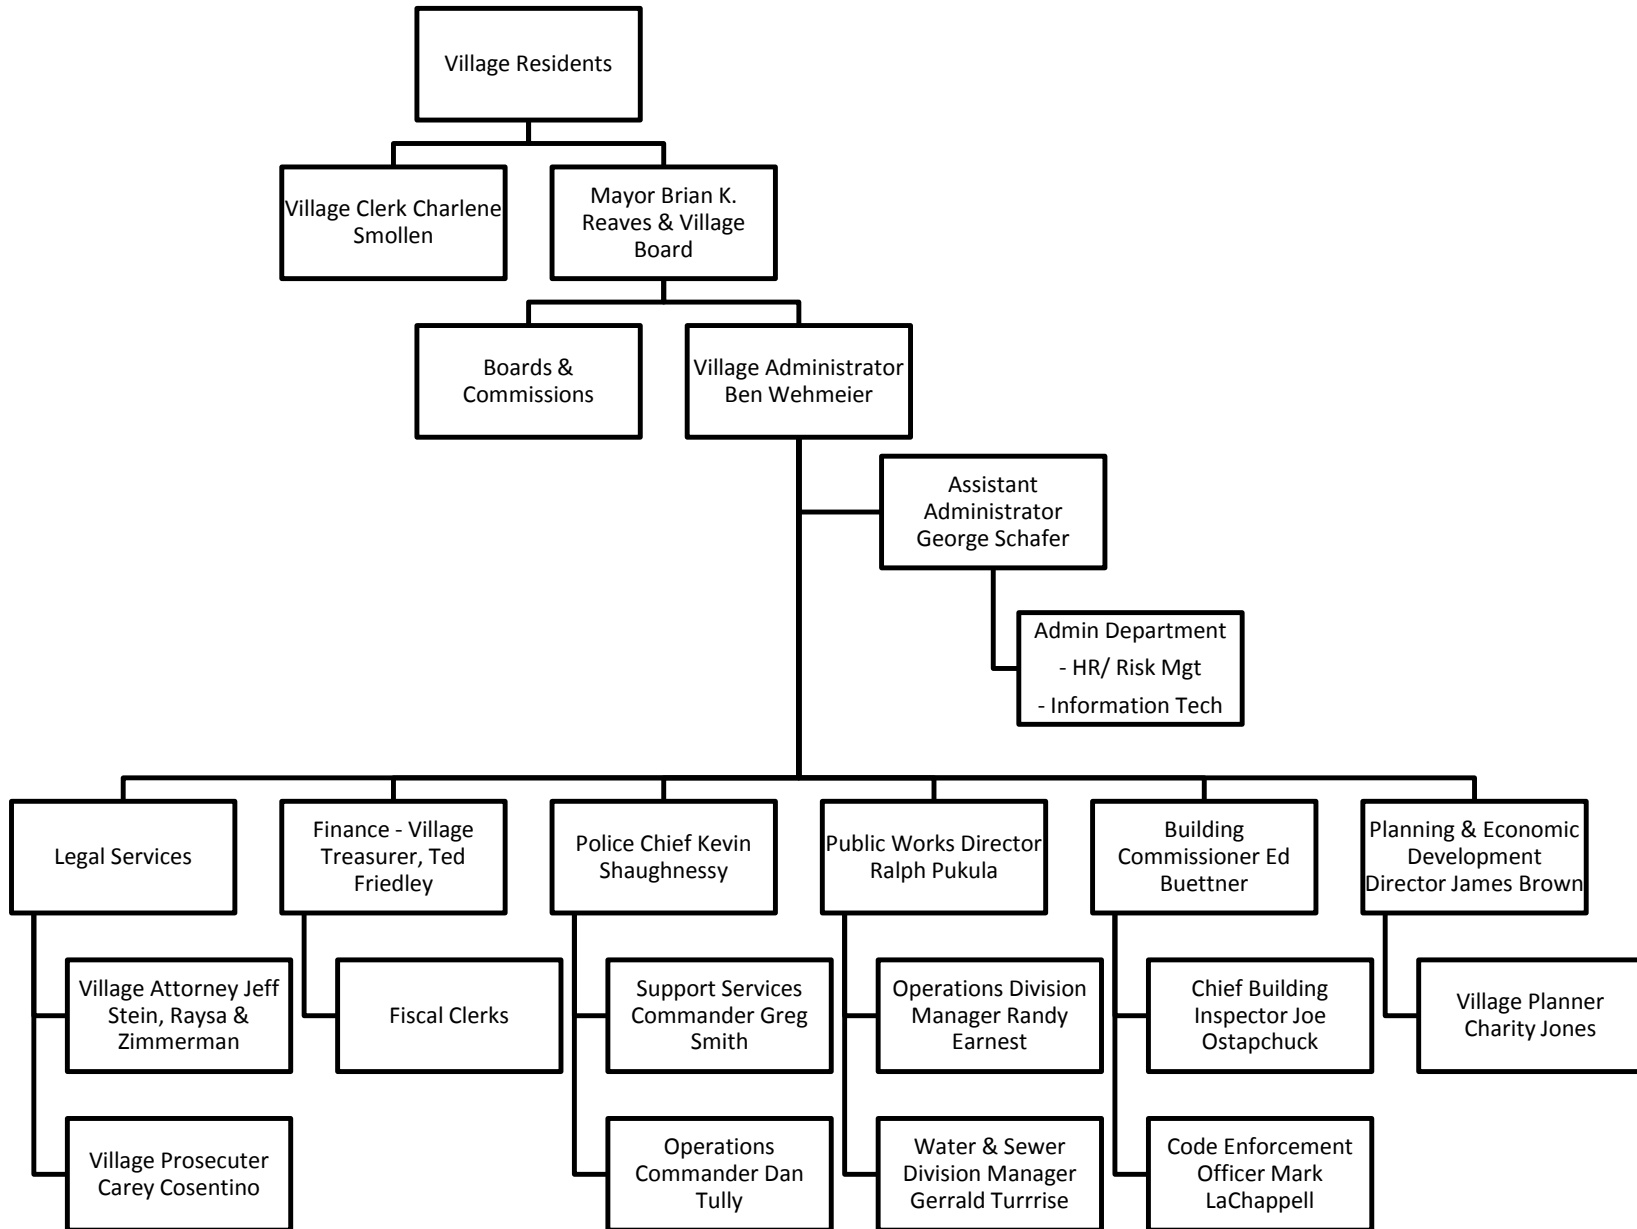 Village Residents
Village Clerk Charlene
Smollen
Mayor Brian K.
Reaves & Village
Board
Boards &
Commissions
Village Administrator
Ben Wehmeier
Assistant
Administrator
George Schafer
Admin Department
- HR/ Risk Mgt
- Information Tech
Legal Services
Finance - Village
Treasurer, Ted
Friedley
Police Chief Kevin
Shaughnessy
Public Works Director
Ralph Pukula
Building
Commissioner Ed
Buettner
Planning & Economic
Development
Director James Brown
Village Attorney Jeff
Stein, Raysa &
Zimmerman
Fiscal Clerks
Support Services
Commander Greg
Smith
Operations Division
Manager Randy
Earnest
Chief Building
Inspector Joe
Ostapchuck
Village Planner
Charity Jones
Village Prosecuter
Carey Cosentino
Operations
Commander Dan
Tully
Water & Sewer
Division Manager
Gerrald Turrrise
Code Enforcement
Officer Mark
LaChappell